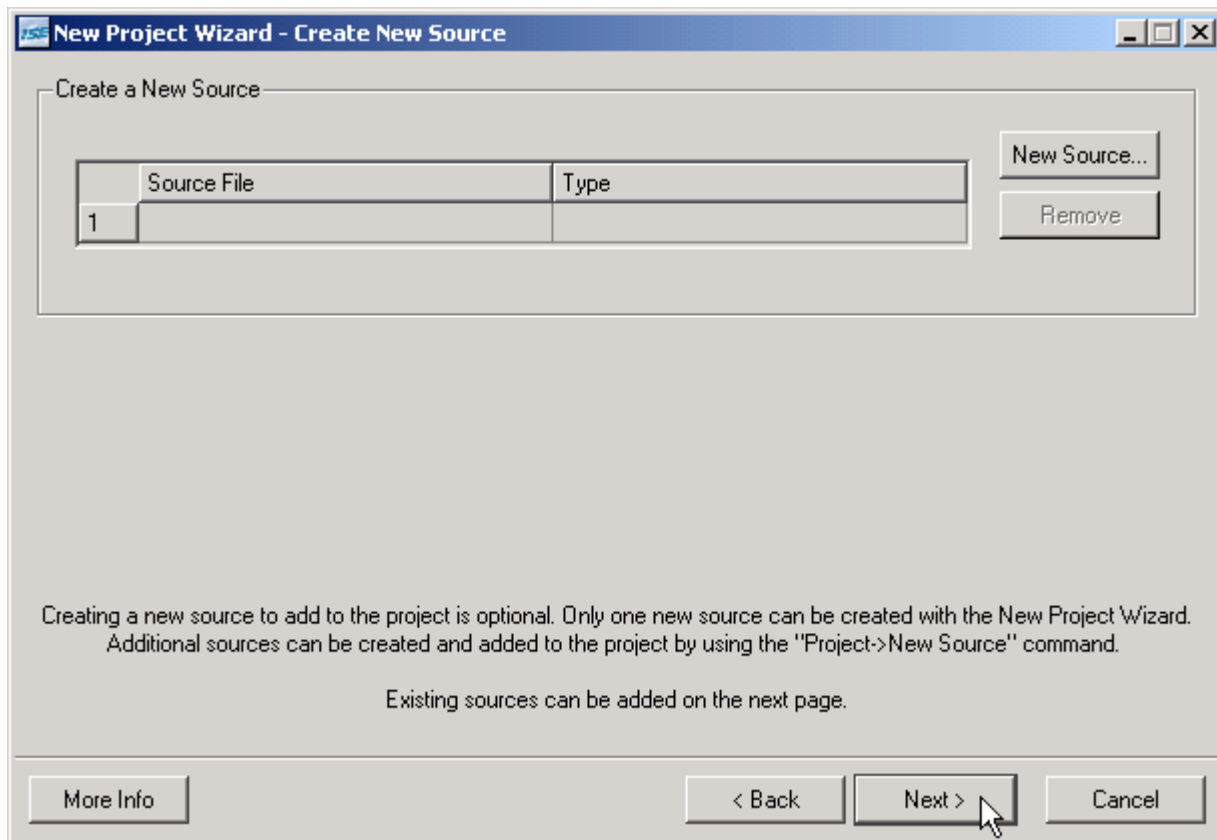 ISE New Project Wizard - Create New Source
Create a New Source
New Source...
Source File Type
Remove
1
Creating a new source to add to the project is optional. Only one new source can be created with the New Project Wizard.
Additional sources can be created and added to the project by using the "Project->New Source" command.
Existing sources can be added on the next page.
More Info < Back Next > Cancel